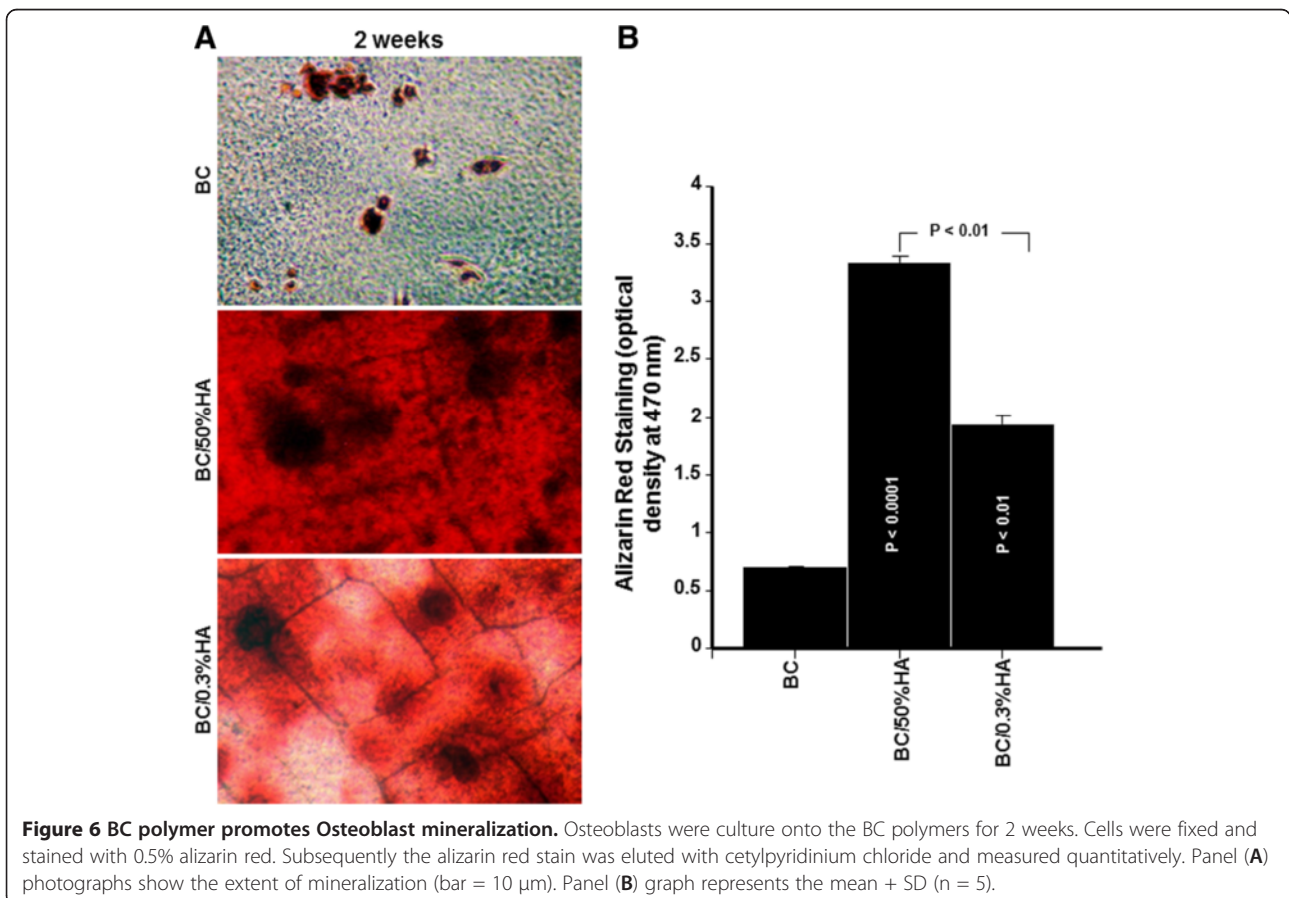 A
2 weeks
BC
BC/50%HA
BC/0.3%HA
B
Alizarin Red Staining (optical
density at 470 nm)
4
3.5
3
2.5
2
1.5
1
0.5
0
P < 0.01
P < 0.0001
P < 0.01
BC
BC/50%HA
BC/0.3%HA
Figure 6 BC polymer promotes Osteoblast mineralization. Osteoblasts were culture onto the BC polymers for 2 weeks. Cells were fixed and
stained with 0.5% alizarin red. Subsequently the alizarin red stain was eluted with cetylpyridinium chloride and measured quantitatively. Panel (A)
photographs show the extent of mineralization (bar = 10 μm). Panel (B) graph represents the mean + SD (n = 5).